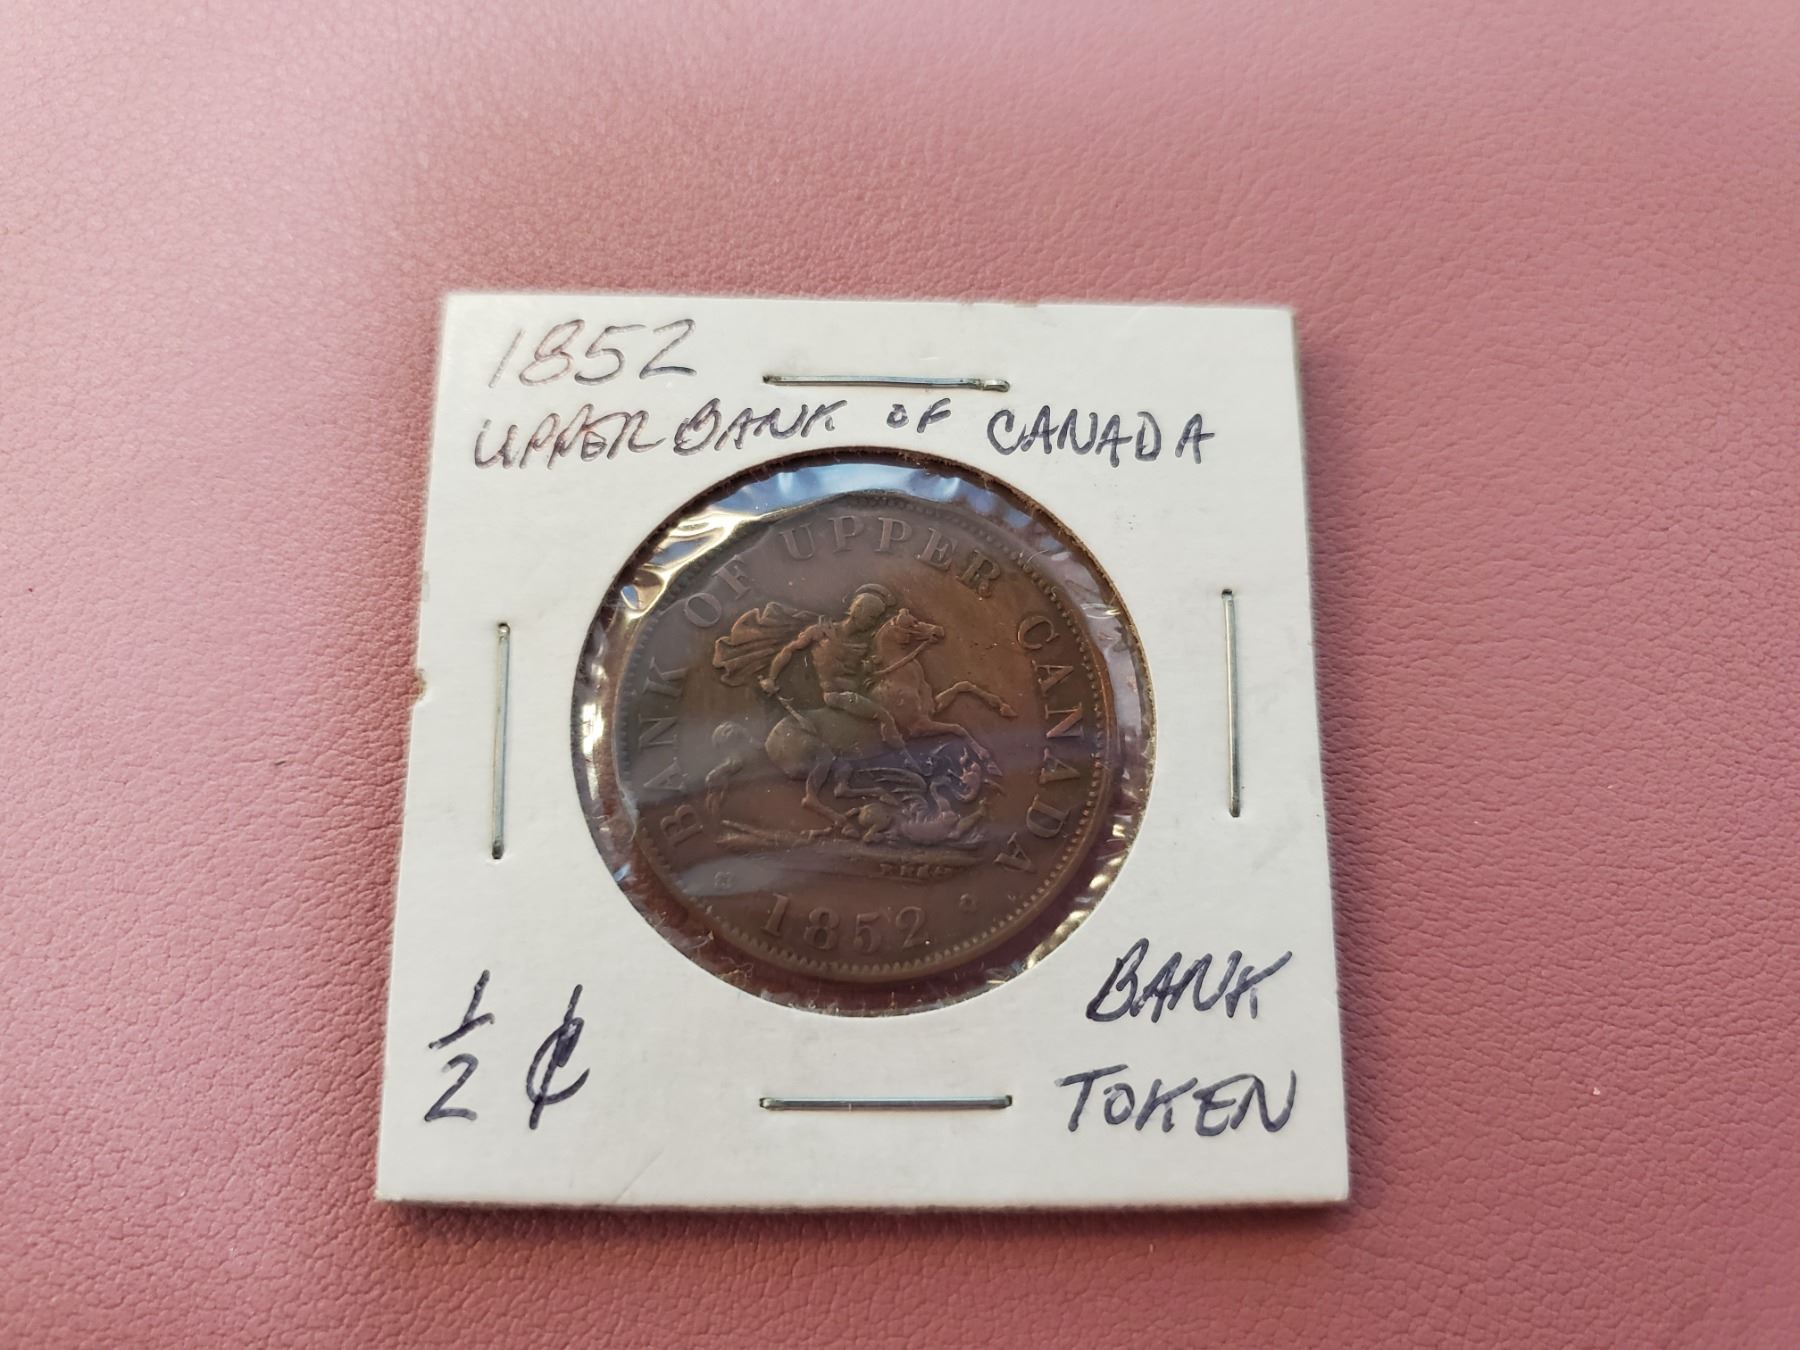 1852
UPPER BANK OF CANADA
BANK OF UPPER CANADA
1852
1/2 ¢
BANK
TOKEN